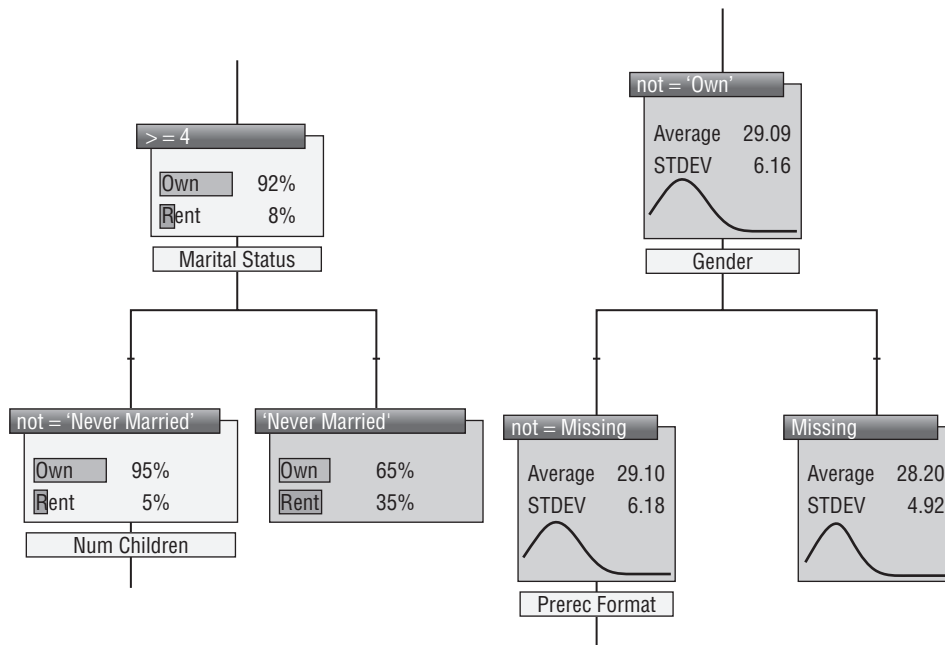 > = 4
Own 92%
Rent 8%
Marital Status
not = ‘Never Married’
Own 95%
Rent 5%
Num Children
'Never Married'
Own 65%
Rent 35%
not = ‘Own’
Average 29.09
STDEV 6.16
Gender
not = Missing
Average 29.10
STDEV 6.18
Prerec Format
Missing
Average 28.20
STDEV 4.92